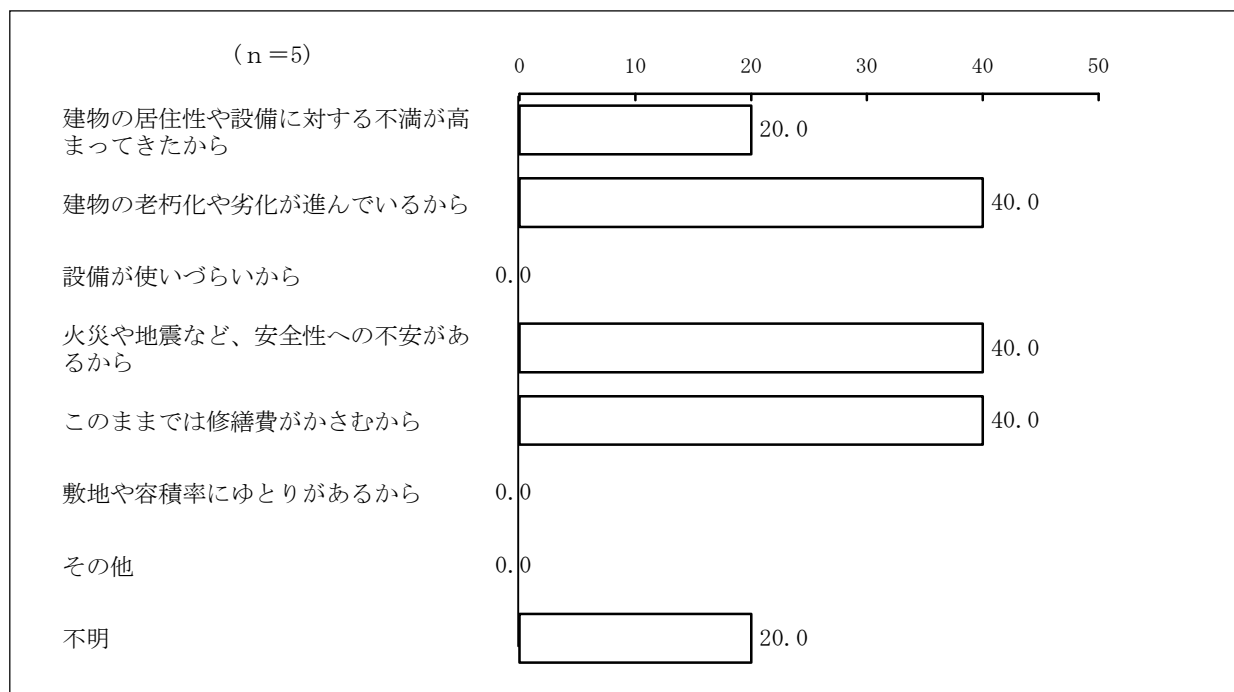 (ｎ=5)
0 10 20 30 40 50
建物の居住性や設備に対する不満が高
まってきたから
20.0
建物の老朽化や劣化が進んでいるから
40.0
設備が使いづらいから
0.0
火災や地震など、安全性への不安があ
るから
40.0
このままでは修繕費がかさむから
40.0
敷地や容積率にゆとりがあるから
0.0
その他
0.0
不明
20.0